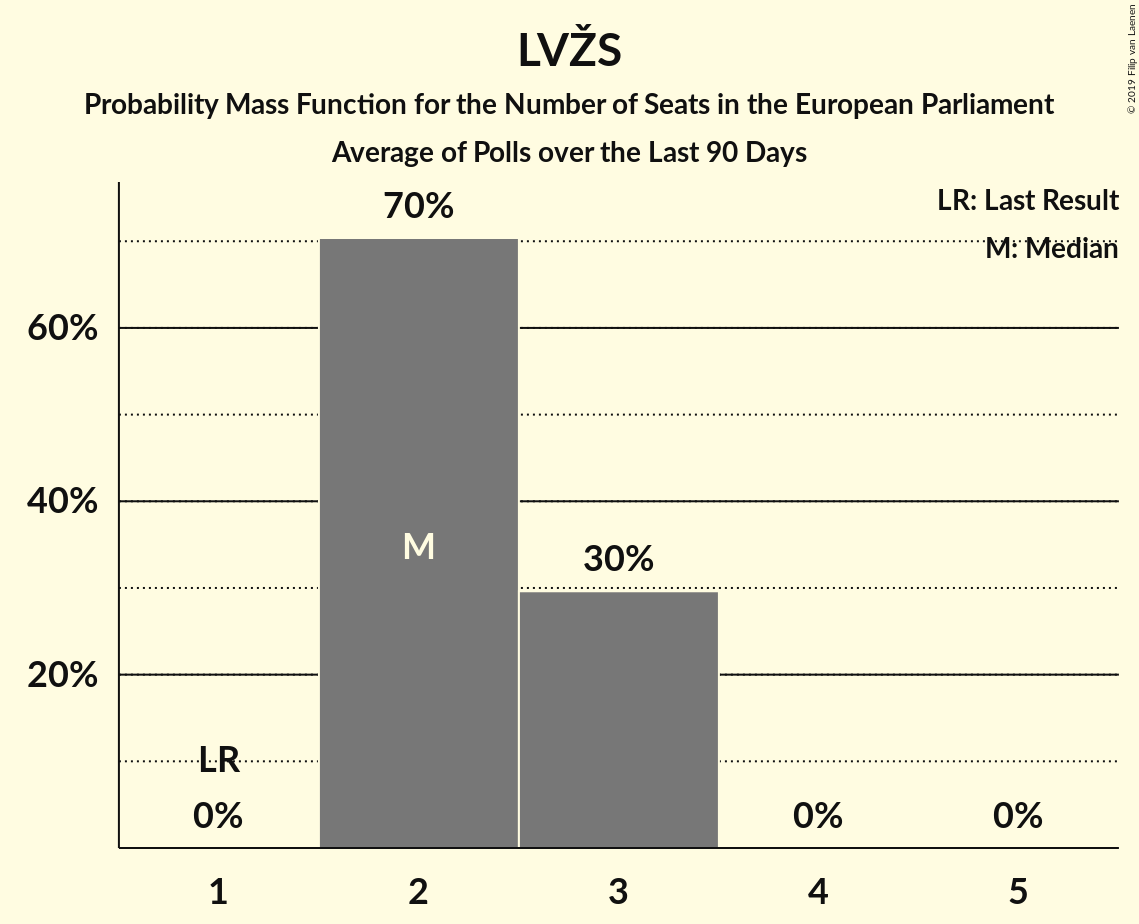 LVŽS
Probability Mass Function for the Number of Seats in the European Parliament
Average of Polls over the Last 90 Days
© 2019 Filip van Laenen
LR: Last Result
M: Median
70%
60%
40%
M
30%
20%
LR
0%
0%
0%
1
2
3
4
5